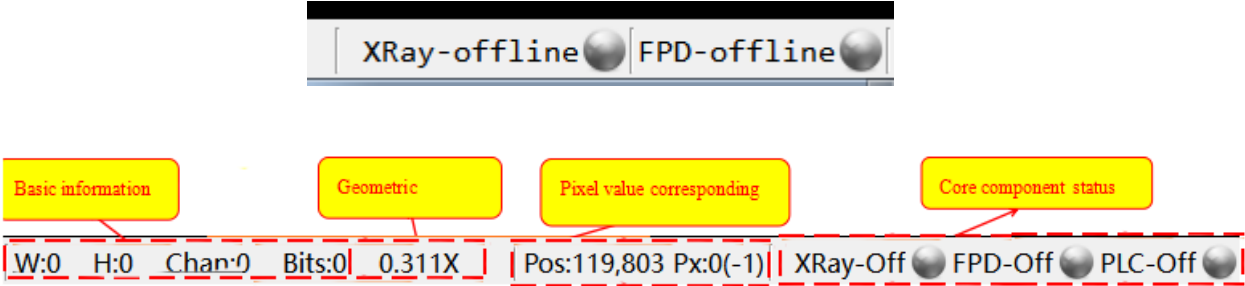 XRay-offline FPD-offline
Basic information Geometric Pixel value corresponding Core component status
W:0 H:0 Chan:0 Bits:0 0.311X Pos:119,803 Px:0(-1) XRay-Off FPD-Off PLC-Off